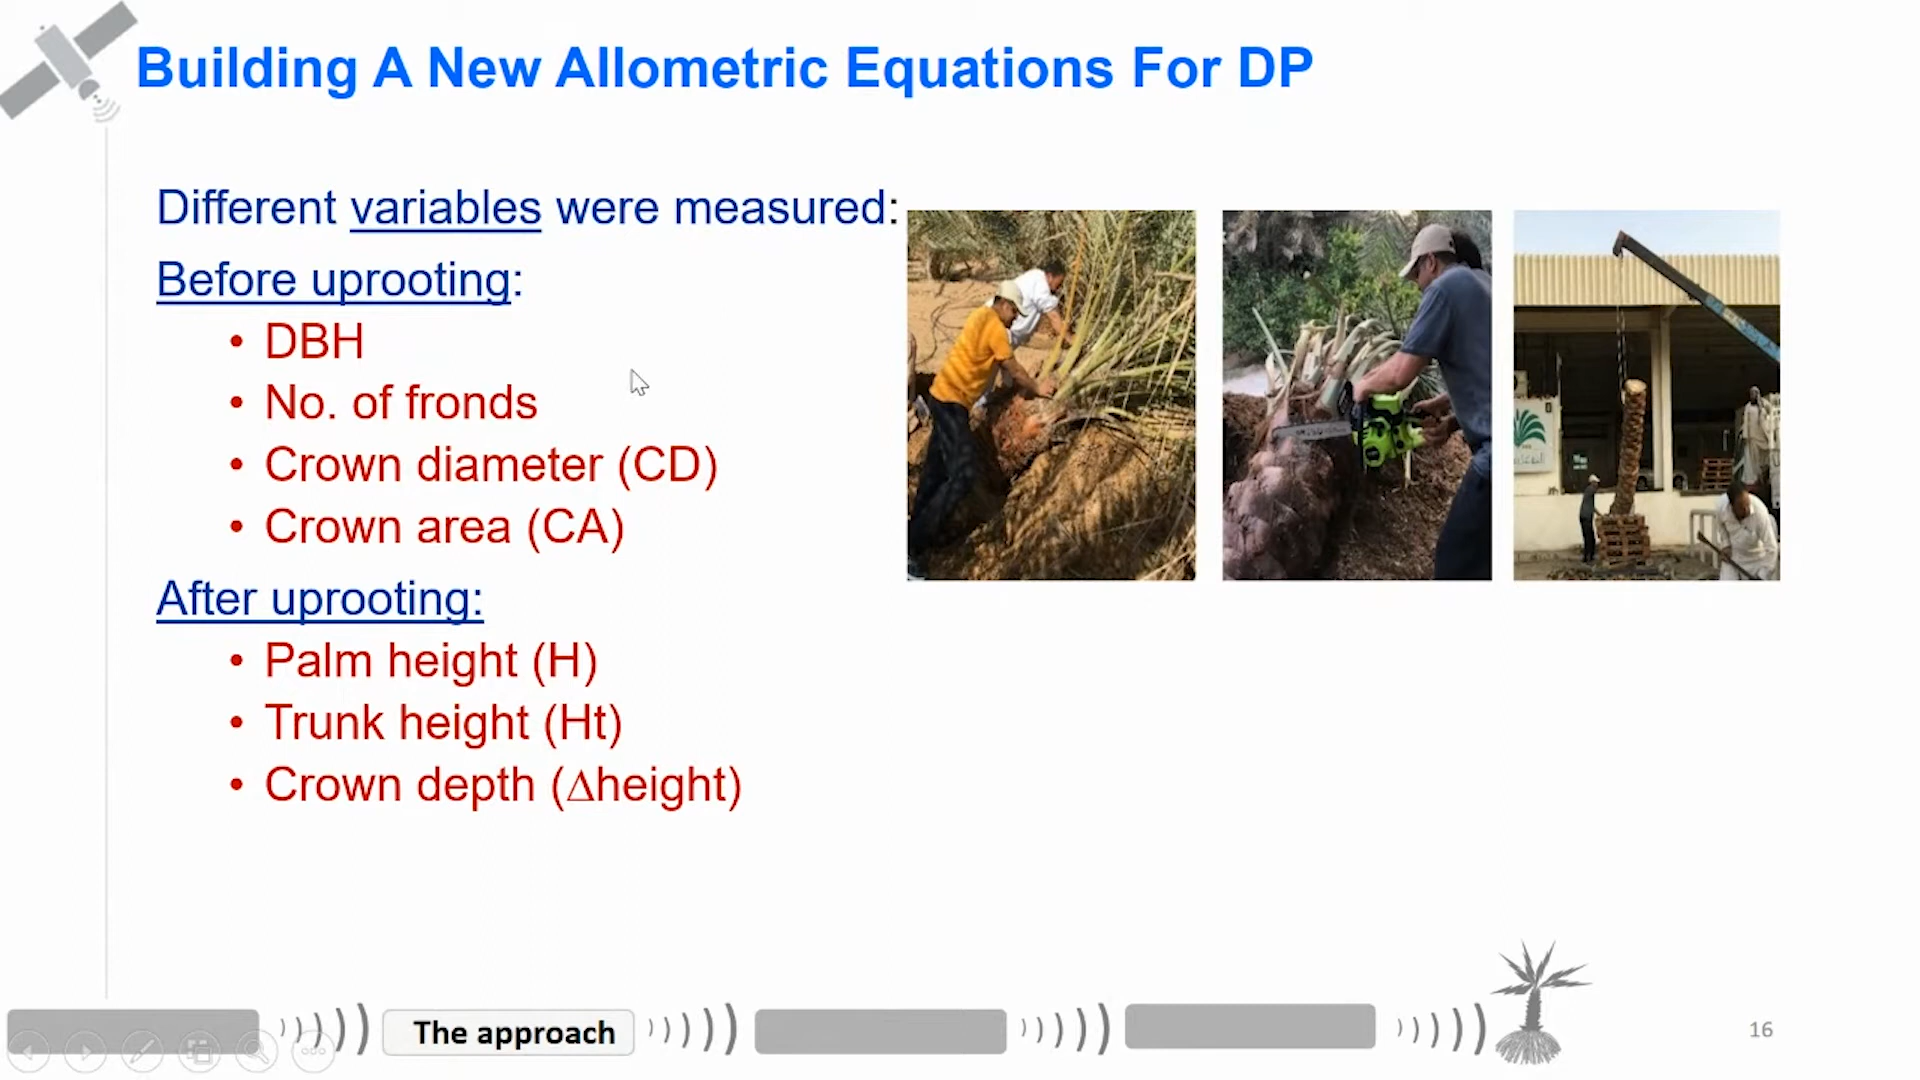 Building A New Allometric Equations For DP
Different variables were measured:
Before uprooting:
• DBH
• No. of fronds
• Crown diameter (CD)
• Crown area (CA)
After uprooting:
• Palm height (H)
• Trunk height (Ht)
• Crown depth (∆height)
The approach
16